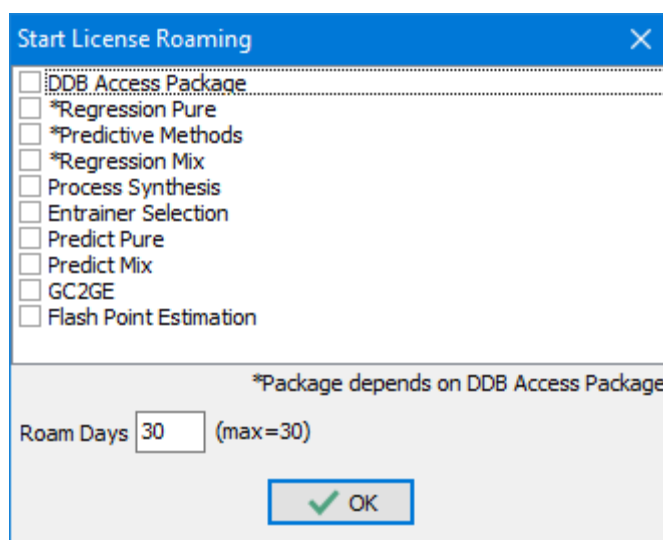 Start License Roaming
DDB Access Package
*Regression Pure
*Predictive Methods
*Regression Mix
Process Synthesis
Entrainer Selection
Predict Pure
Predict Mix
GC2GE
Flash Point Estimation
*Package depends on DDB Access Package
Roam Days 30 (max=30)
OK